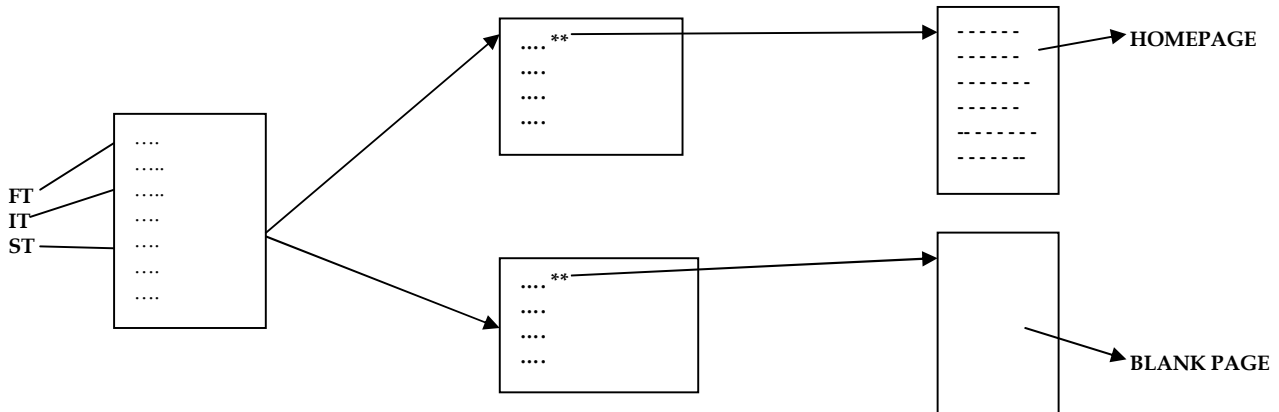 FT
IT
ST
....
.....
.....
....
....
....
....
.... **
....
....
....
.... **
....
....
....
- - - - - -
- - - - - -
- - - - - - -
- - - - - -
-- - - - - - -
- - - - - --
HOMEPAGE
BLANK PAGE